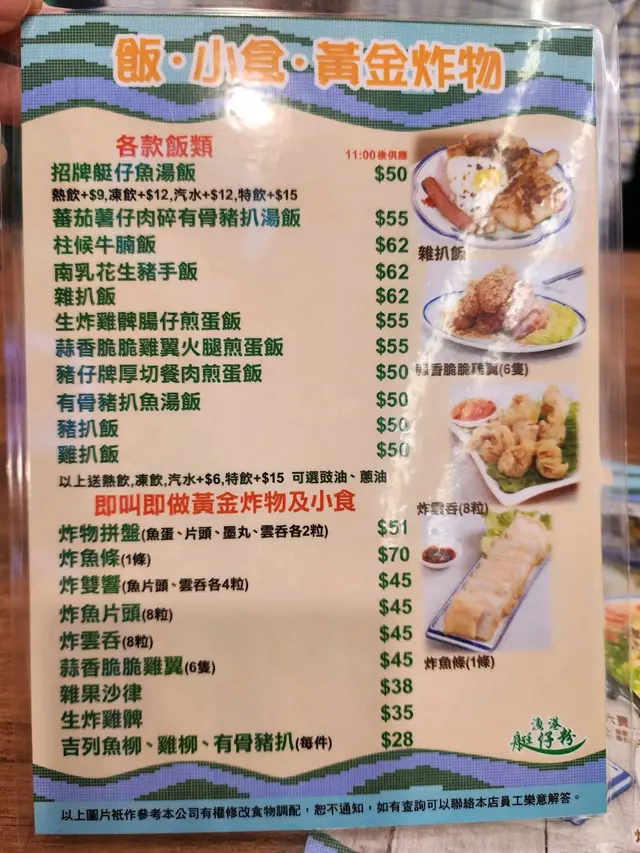 飯·小食·黃金炸物
各款飯類 11:00後供應
招牌艇仔魚湯飯 $50
熱飲+$9,凍飲+$12,汽水+$12,特飲+$15
蕃茄薯仔肉碎有骨豬扒湯飯 $55
柱候牛腩飯 $62
南乳花生豬手飯 $62
雜扒飯 $62
生炸雞髀腸仔煎蛋飯 $55
蒜香脆脆雞翼火腿煎蛋飯 $55
豬仔牌厚切餐肉煎蛋飯 $50
有骨豬扒魚湯飯 $50
豬扒飯 $50
雞扒飯 $50
以上送熱飲,凍飲,汽水+$6,特飲+$15 可選豉油、蔥油
即叫即做黃金炸物及小食
炸物拼盤(魚蛋、片頭、墨丸、雲吞各2粒) $51
炸魚條(1條) $70
炸雙響(魚片頭、雲吞各4粒) $45
炸魚片頭(8粒) $45
炸雲吞(8粒) $45
蒜香脆脆雞翼(6隻) $45
雜果沙律 $38
生炸雞髀 $35
吉列魚柳、雞柳、有骨豬扒(每件) $28
雜扒飯
蒜香脆脆雞翼(6隻)
炸雲吞(8粒)
炸魚條(1條)
漁港
艇仔粉
以上圖片祇作參考本公司有權修改食物調配，恕不通知，如有查詢可以聯絡本店員工樂意解答。